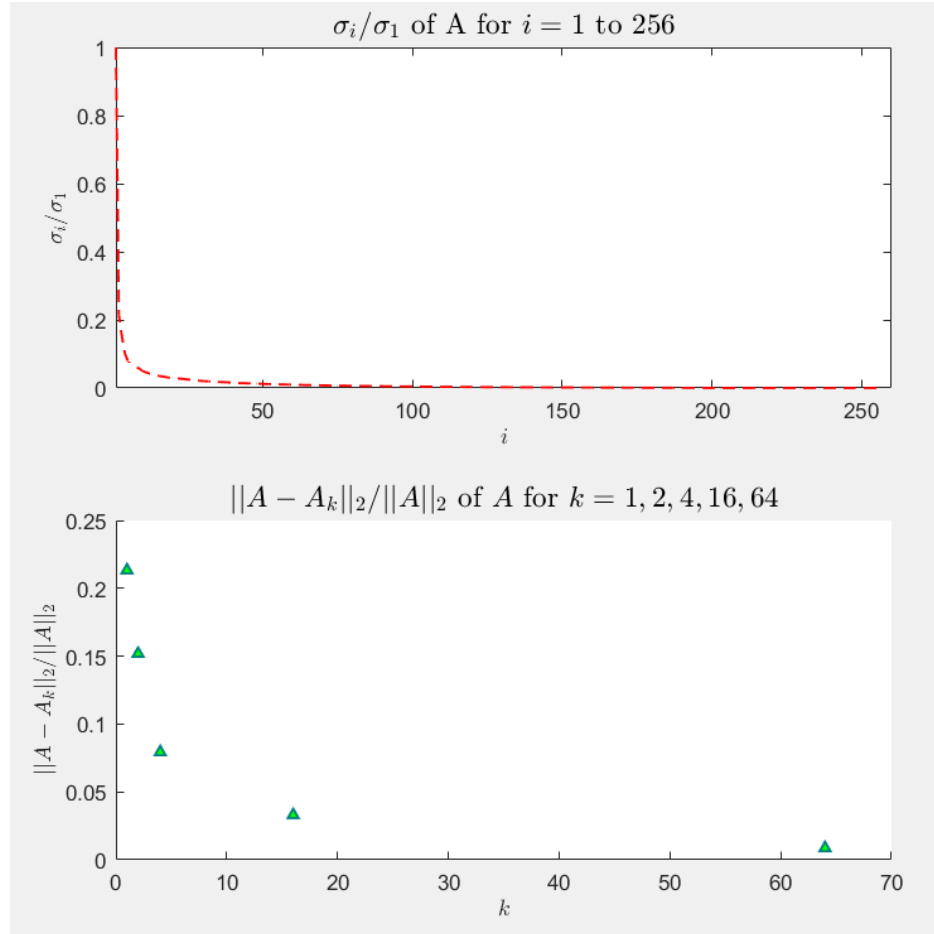 σ_i/σ_1 of A for i = 1 to 256
1
0.8
0.6
0.4
0.2
0
σ_i/σ_1
50 100 150 200 250
i
||A − A_k||_2/||A||_2 of A for k = 1, 2, 4, 16, 64
0.25
0.2
0.15
0.1
0.05
0
||A − A_k||_2/||A||_2
0 10 20 30 40 50 60 70
k